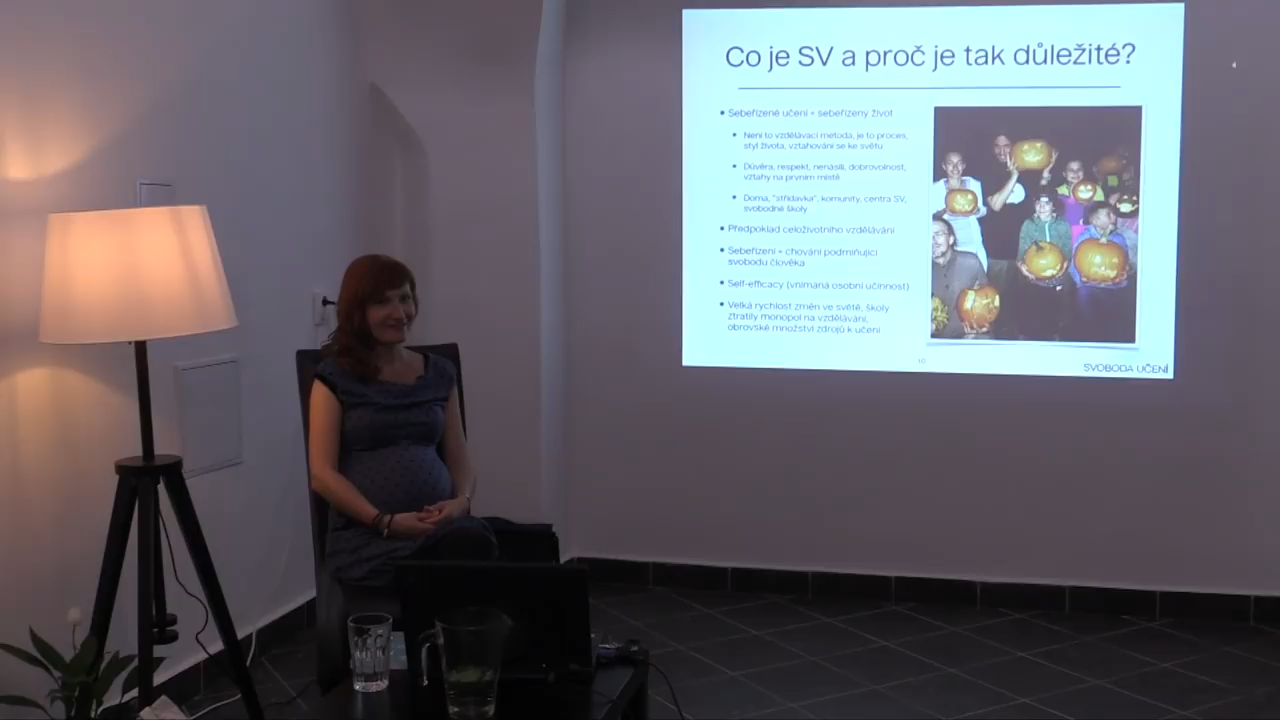 Co je SV a proč je tak důležité?
Sebeřízené učení = sebeřízený život
Není to vzdělávací metoda, je to proces,
styl života, vztahování se ke světu
Důvěra, respekt, nenásilí, dobrovolnost,
vztahy na prvním místě
Doma, "střídavka", komunity, centra SV,
svobodné školy
Předpoklad celoživotního vzdělávání
Sebeřízení = chování podmiňující
svobodu člověka
Self-efficacy (vnímaná osobní účinnost)
Velká rychlost změn ve světě, školy
ztratily monopol na vzdělávání,
obrovské množství zdrojů k učení
10
SVOBODA UČENÍ